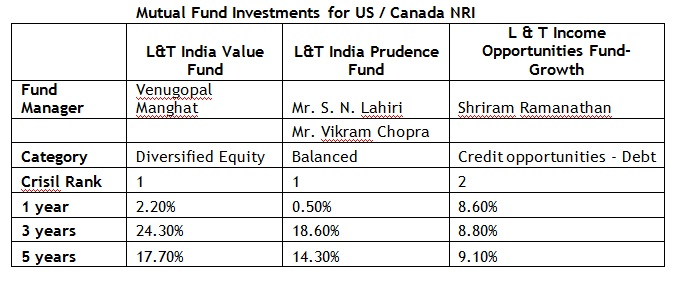 Mutual Fund Investments for US / Canada NRI
L&T India Value Fund | L&T India Prudence Fund | L & T Income Opportunities Fund-Growth
Fund Manager | Venugopal Manghat | Mr. S. N. Lahiri | Shriram Ramanathan
Mr. Vikram Chopra
Category | Diversified Equity | Balanced | Credit opportunities - Debt
Crisil Rank | 1 | 1 | 2
1 year | 2.20% | 0.50% | 8.60%
3 years | 24.30% | 18.60% | 8.80%
5 years | 17.70% | 14.30% | 9.10%